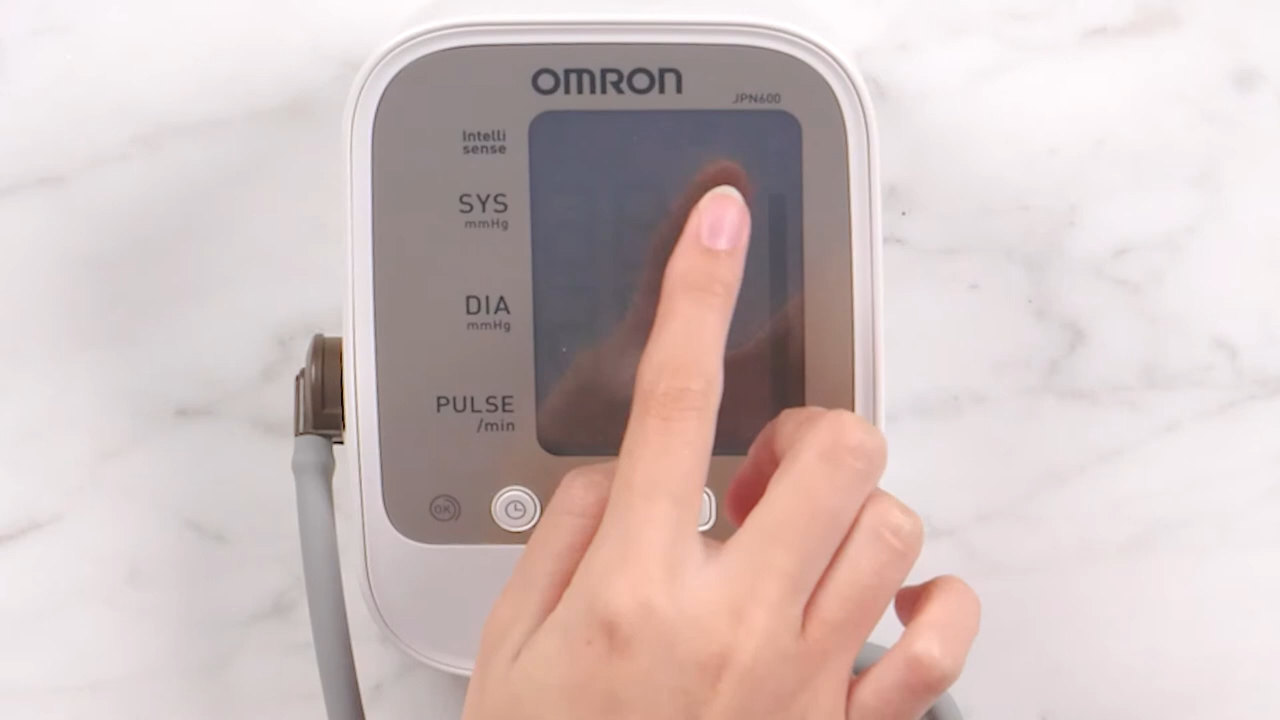 OMRON
JPN600
Intelli
sense
SYS
mmHg
DIA
mmHg
PULSE
/min
OK